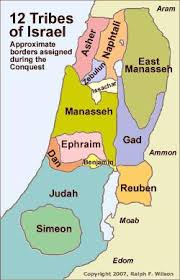 12 Tribes
of Israel
Approximate
borders assigned
during the
Conquest
Aram
Asher
Naphtali
Zebulun
East
Manasseh
Issachar
Manasseh
Gad
Ephraim
Ammon
Dan
Benjamin
Reuben
Judah
Simeon
Moab
Edom
Copyright 2007, Ralph F. Wilson